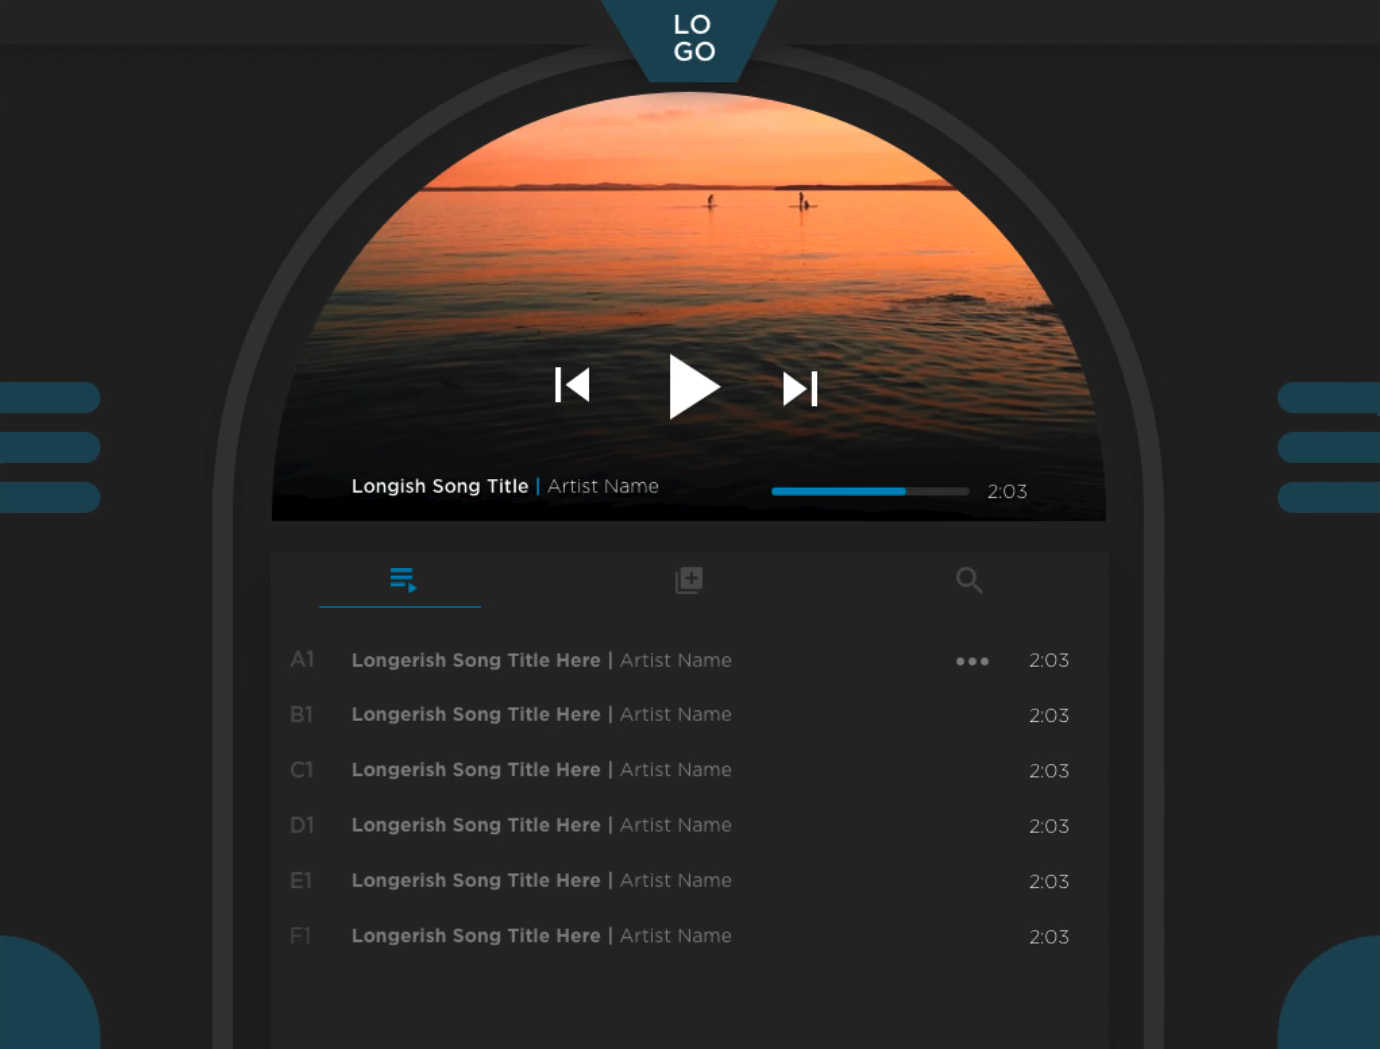 LO
GO
Longish Song Title | Artist Name 2:03
A1 Longerish Song Title Here | Artist Name ••• 2:03
B1 Longerish Song Title Here | Artist Name 2:03
C1 Longerish Song Title Here | Artist Name 2:03
D1 Longerish Song Title Here | Artist Name 2:03
E1 Longerish Song Title Here | Artist Name 2:03
F1 Longerish Song Title Here | Artist Name 2:03